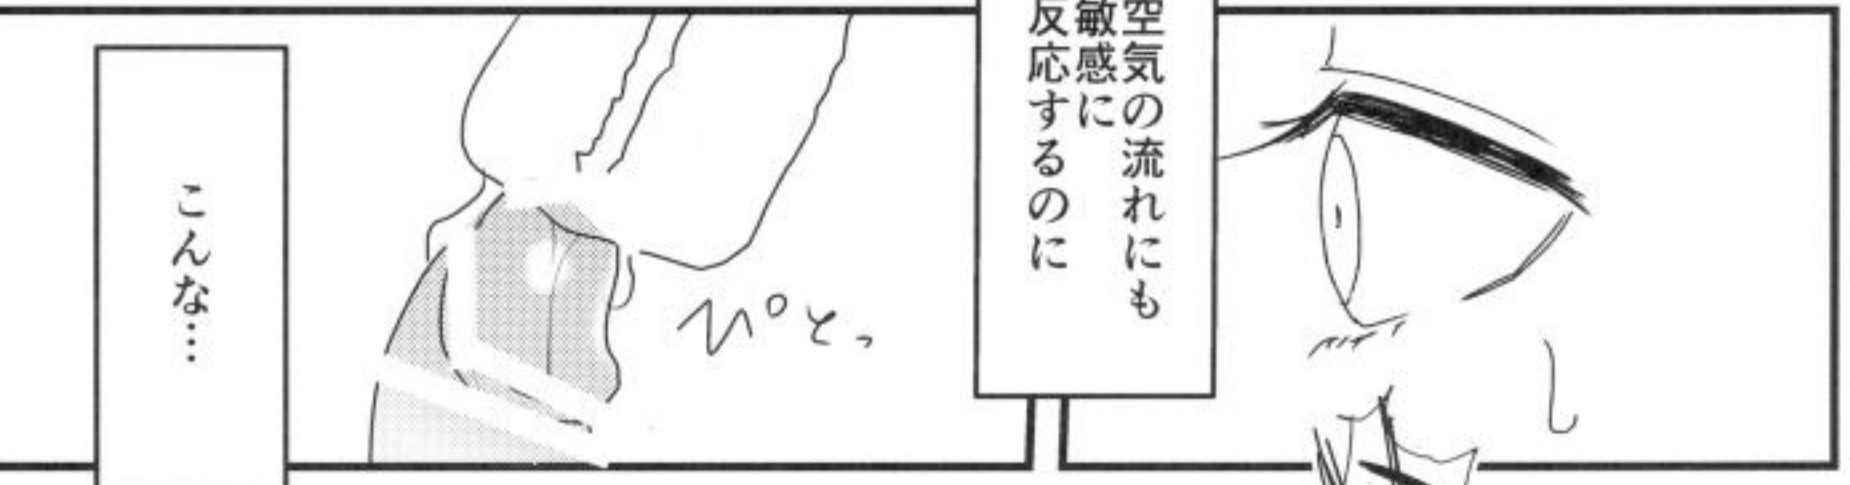 空気の流れにも
敏感に
反応するのに
ぴとっ
こんな…